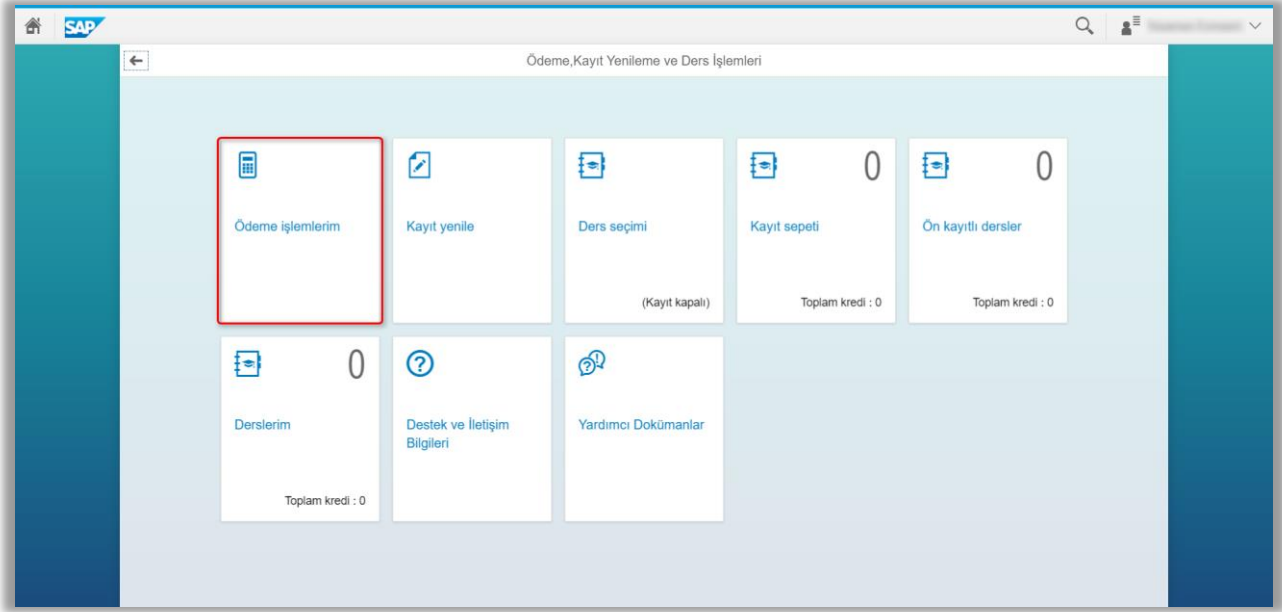 SAP
Ödeme,Kayıt Yenileme ve Ders İşlemleri
Ödeme işlemlerim
Kayıt yenile
Ders seçimi
(Kayıt kapalı)
0
Kayıt sepeti
Toplam kredi : 0
0
Ön kayıtlı dersler
Toplam kredi : 0
0
Derslerim
Toplam kredi : 0
Destek ve İletişim
Bilgileri
Yardımcı Dokümanlar